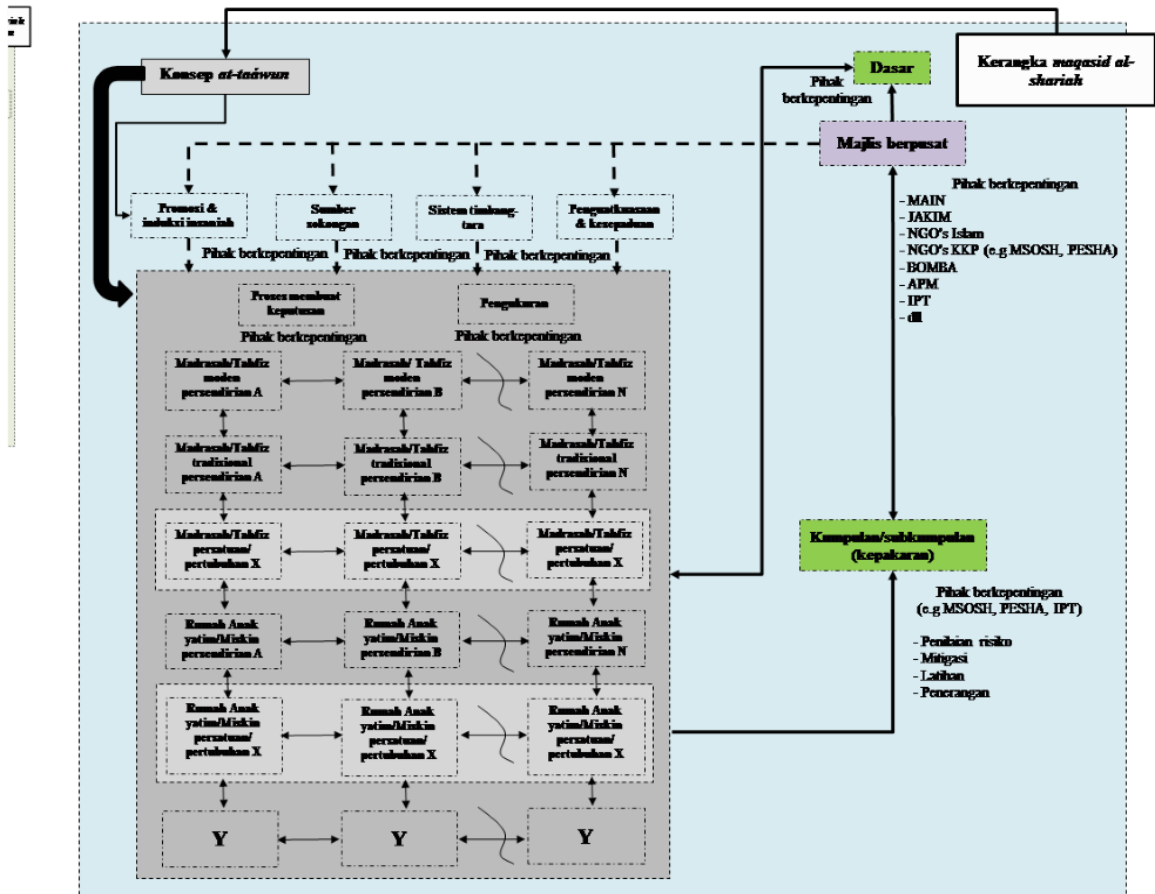 Konsep at-taáwun
Dasar
Kerangka maqasid al-
shariah
Pihak
berkepentingan
Majlis berpusat
Promosi &
induksi insaniah
Sumber
sokongan
Sistem timbang-
tara
Penguatkuasaan
& kesepaduan
Pihak berkepentingan
Pihak berkepentingan
Pihak berkepentingan
Pihak berkepentingan
- MAIN
- JAKIM
- NGO's Islam
- NGO's KKP (e.g MSOSH, PESHA)
- BOMBA
- APM
- IPT
- dll
Proses membuat
keputusan
Pengukuran
Pihak berkepentingan
Pihak berkepentingan
Madrasah/Tahfiz
moden
persendirian A
Madrasah/ Tahfiz
moden
persendirian B
Madrasah/Tahfiz
moden
persendirian N
Madrasah/Tahfiz
tradisional
persendirian A
Madrasah/Tahfiz
tradisional
persendirian B
Madrasah/Tahfiz
tradisional
persendirian N
Madrasah/Tahfiz
persatuan/
pertubuhan X
Madrasah/Tahfiz
persatuan/
pertubuhan X
Madrasah/Tahfiz
persatuan/
pertubuhan X
Rumah Anak
yatim/Miskin
persendirian A
Rumah Anak
yatim/Miskin
persendirian B
Rumah Anak
yatim/Miskin
persendirian N
Rumah Anak
yatim/Miskin
persatuan/
pertubuhan X
Rumah Anak
yatim/Miskin
persatuan/
pertubuhan X
Rumah Anak
yatim/Miskin
persatuan/
pertubuhan X
Y
Y
Y
Kumpulan/subkumpulan
(kepakaran)
Pihak berkepentingan
(e.g MSOSH, PESHA, IPT)
- Penilaian risiko
- Mitigasi
- Latihan
- Penerangan